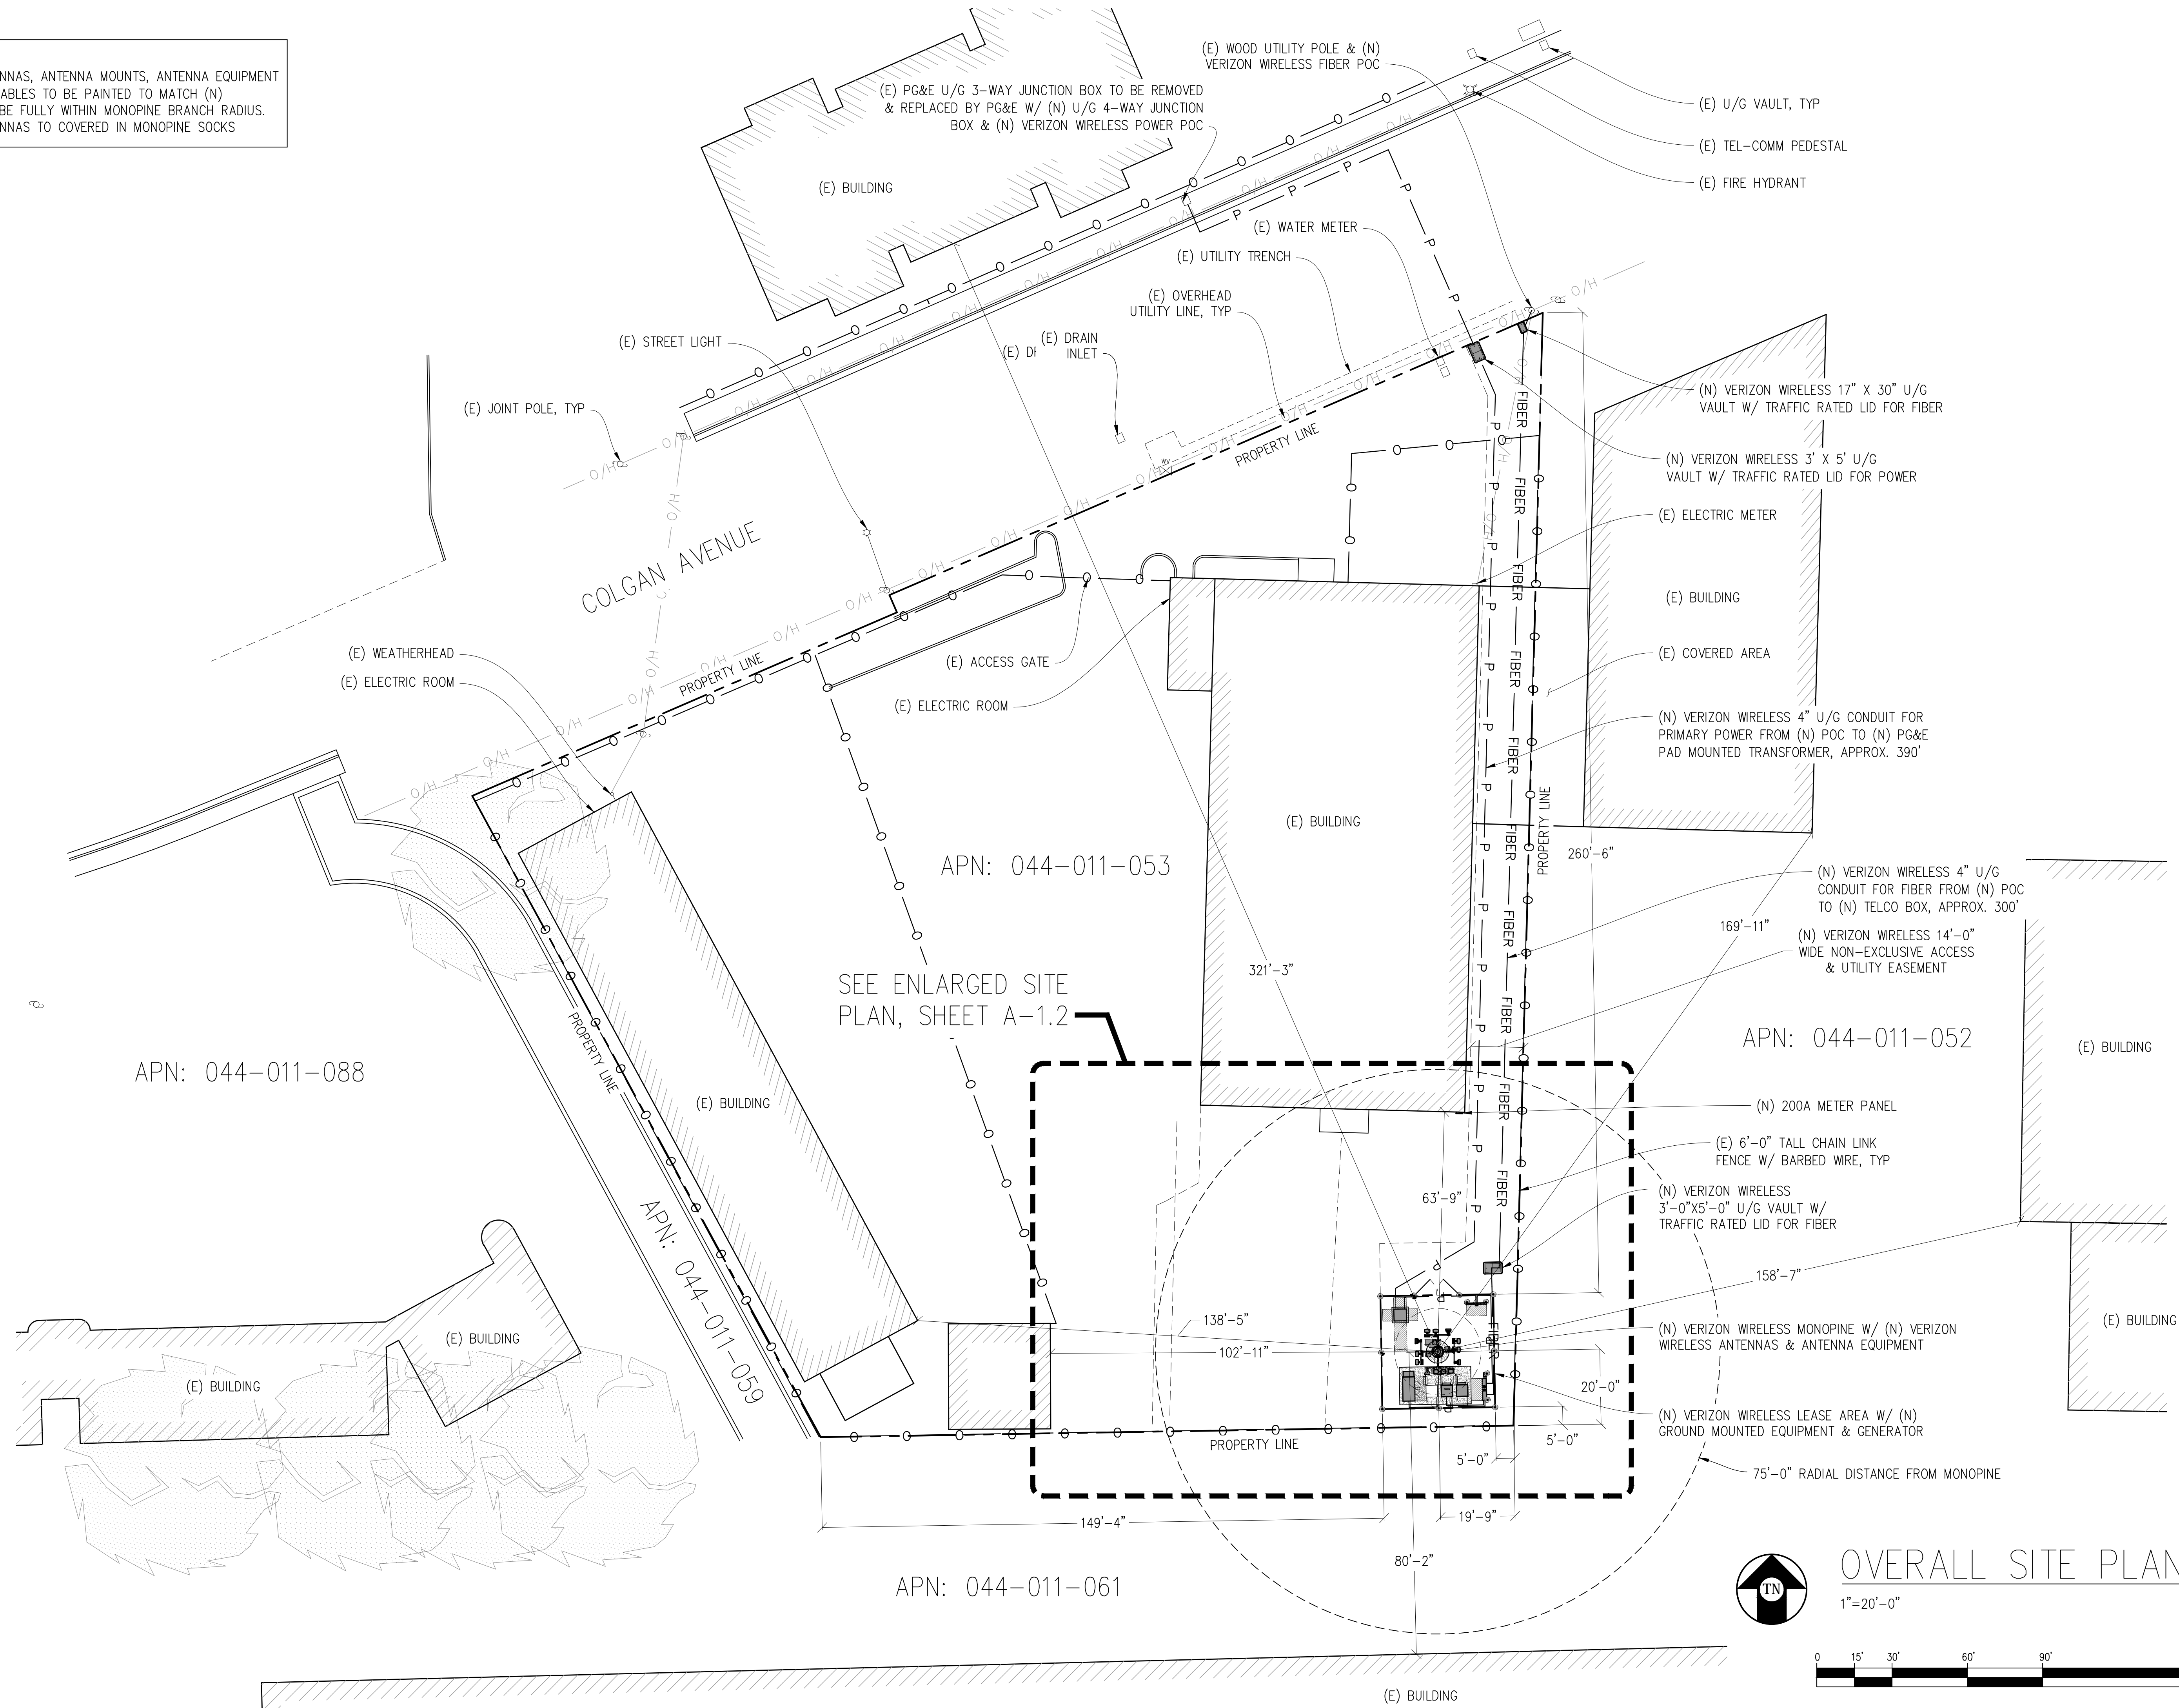 NNAS, ANTENNA MOUNTS, ANTENNA EQUIPMENT
ABLES TO BE PAINTED TO MATCH (N)
BE FULLY WITHIN MONOPINE BRANCH RADIUS.
NNAS TO COVERED IN MONOPINE SOCKS
(E) WOOD UTILITY POLE & (N)
VERIZON WIRELESS FIBER POC
(E) PG&E U/G 3-WAY JUNCTION BOX TO BE REMOVED
& REPLACED BY PG&E W/ (N) U/G 4-WAY JUNCTION
BOX & (N) VERIZON WIRELESS POWER POC
(E) U/G VAULT, TYP
(E) TEL-COMM PEDESTAL
(E) FIRE HYDRANT
(E) BUILDING
(E) WATER METER
(E) UTILITY TRENCH
(E) OVERHEAD
UTILITY LINE, TYP
(E) STREET LIGHT
(E) DRAIN
INLET
(E) JOINT POLE, TYP
(N) VERIZON WIRELESS 17" X 30" U/G
VAULT W/ TRAFFIC RATED LID FOR FIBER
PROPERTY LINE
WV
(N) VERIZON WIRELESS 3' X 5' U/G
VAULT W/ TRAFFIC RATED LID FOR POWER
(E) ELECTRIC METER
COLGAN AVENUE
(E) BUILDING
(E) WEATHERHEAD
(E) ELECTRIC ROOM
PROPERTY LINE
(E) ACCESS GATE
(E) COVERED AREA
(E) ELECTRIC ROOM
(N) VERIZON WIRELESS 4" U/G CONDUIT FOR
PRIMARY POWER FROM (N) POC TO (N) PG&E
PAD MOUNTED TRANSFORMER, APPROX. 390'
(E) BUILDING
PROPERTY LINE
260'-6"
APN: 044-011-053
(N) VERIZON WIRELESS 4" U/G
CONDUIT FOR FIBER FROM (N) POC
TO (N) TELCO BOX, APPROX. 300'
169'-11"
(N) VERIZON WIRELESS 14'-0"
WIDE NON-EXCLUSIVE ACCESS
& UTILITY EASEMENT
321'-3"
SEE ENLARGED SITE
PLAN, SHEET A-1.2
APN: 044-011-052
(E) BUILDING
APN: 044-011-088
PROPERTY LINE
(E) BUILDING
(N) 200A METER PANEL
(E) 6'-0" TALL CHAIN LINK
FENCE W/ BARBED WIRE, TYP
63'-9"
(N) VERIZON WIRELESS
3'-0"X5'-0" U/G VAULT W/
TRAFFIC RATED LID FOR FIBER
APN: 044-011-059
158'-7"
138'-5"
102'-11"
(E) BUILDING
(E) BUILDING
(E) BUILDING
(N) VERIZON WIRELESS MONOPINE W/ (N) VERIZON
WIRELESS ANTENNAS & ANTENNA EQUIPMENT
20'-0"
(N) VERIZON WIRELESS LEASE AREA W/ (N)
GROUND MOUNTED EQUIPMENT & GENERATOR
5'-0"
5'-0"
PROPERTY LINE
75'-0" RADIAL DISTANCE FROM MONOPINE
149'-4"
19'-9"
80'-2"
APN: 044-011-061
TN
OVERALL SITE PLAN
1"=20'-0"
0 15' 30' 60' 90'
(E) BUILDING
O/H
P
FIBER